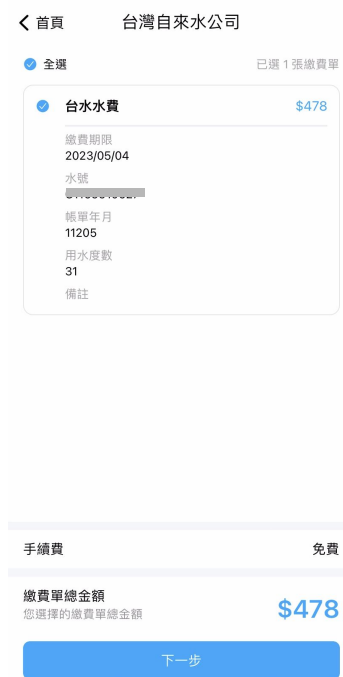 首頁
台灣自來水公司
全選
已選 1 張繳費單
台水水費
$478
繳費期限
2023/05/04
水號
帳單年月
11205
用水度數
31
備註
手續費
免費
繳費單總金額
您選擇的繳費單總金額
$478
下一步